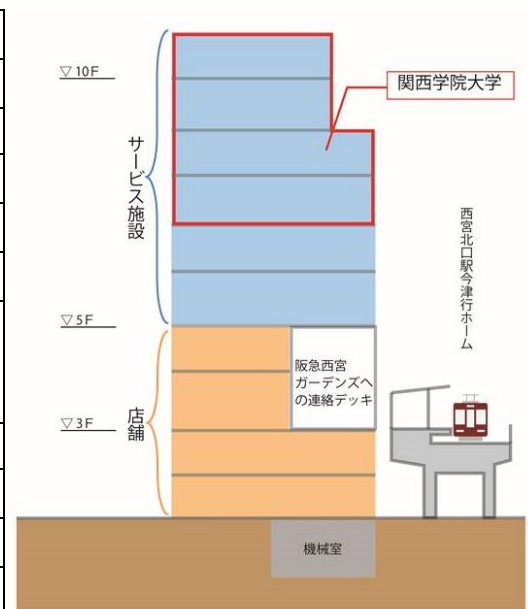 ▽10F
関西学院大学
サービス施設
西宮北口駅今津行ホーム
▽5F
阪急西宮
ガーデンズへ
の連絡デッキ
▽3F
店舗
機械室